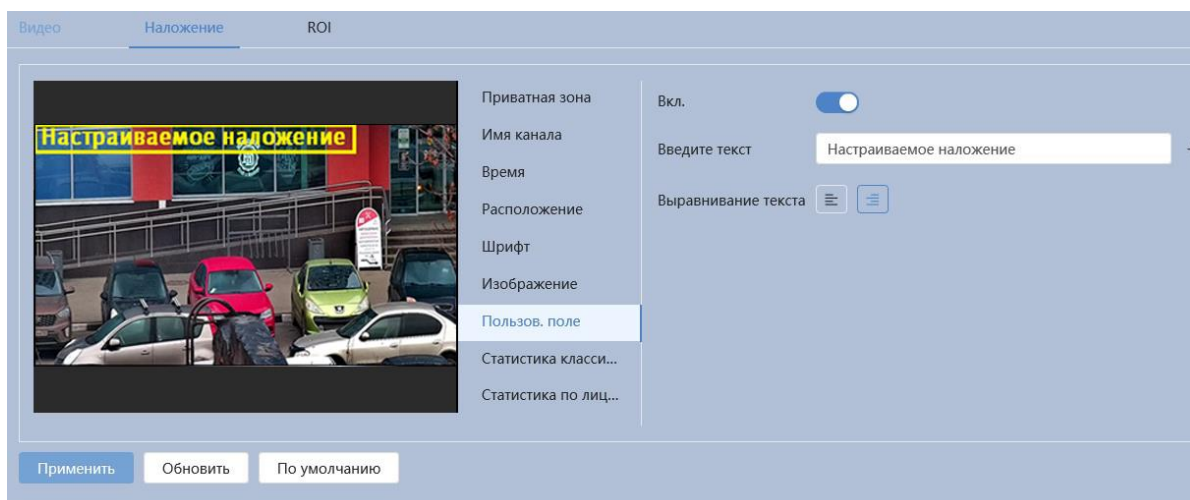 Видео
Наложение
ROI
Настраиваемое наложение
Приватная зона
Имя канала
Время
Расположение
Шрифт
Изображение
Пользов. поле
Статистика класси...
Статистика по лиц...
Вкл.
Введите текст
Настраиваемое наложение
Выравнивание текста
Применить
Обновить
По умолчанию